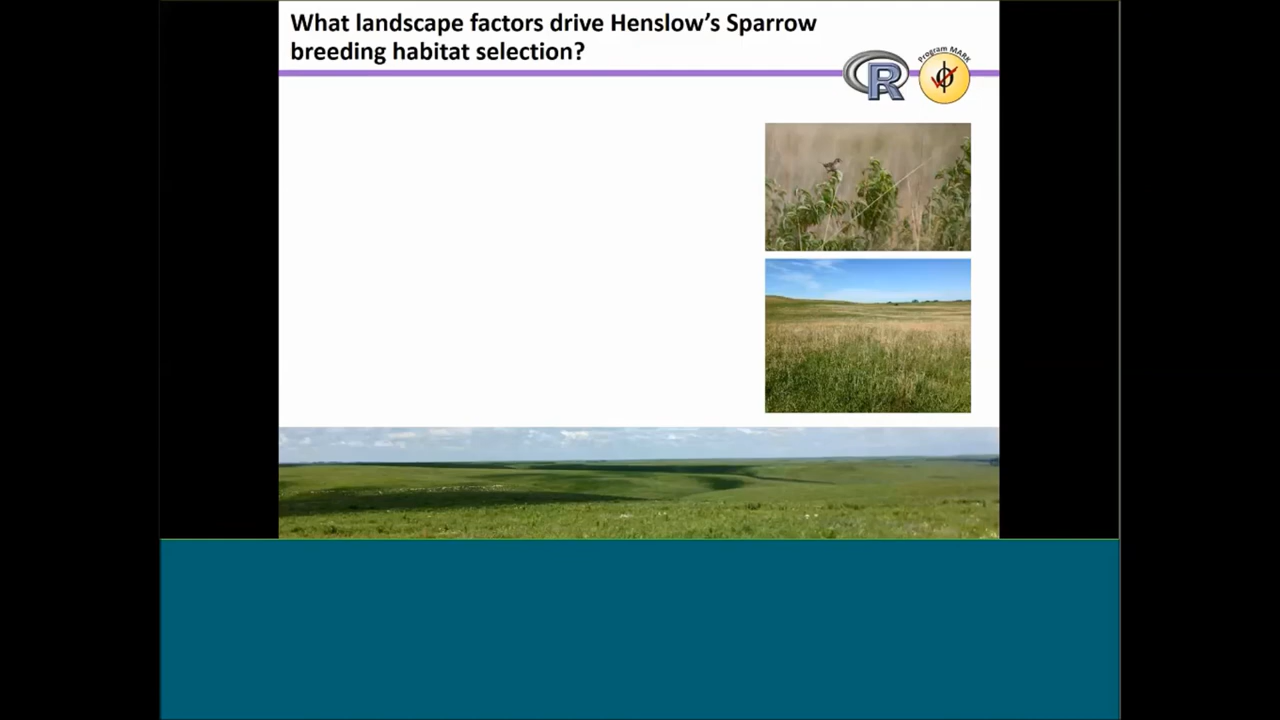 What landscape factors drive Henslow’s Sparrow
breeding habitat selection?
R
Program MARK